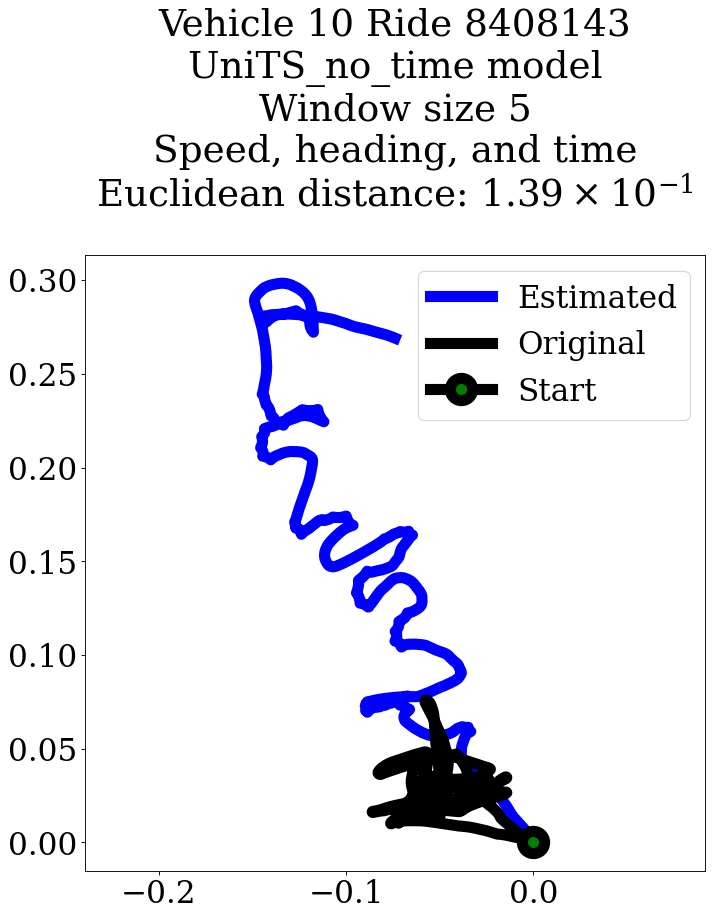 Vehicle 10 Ride 8408143
UniTS_no_time model
Window size 5
Speed, heading, and time
Euclidean distance: 1.39 × 10⁻¹
Estimated
Original
Start
0.30
0.25
0.20
0.15
0.10
0.05
0.00
−0.2
−0.1
0.0